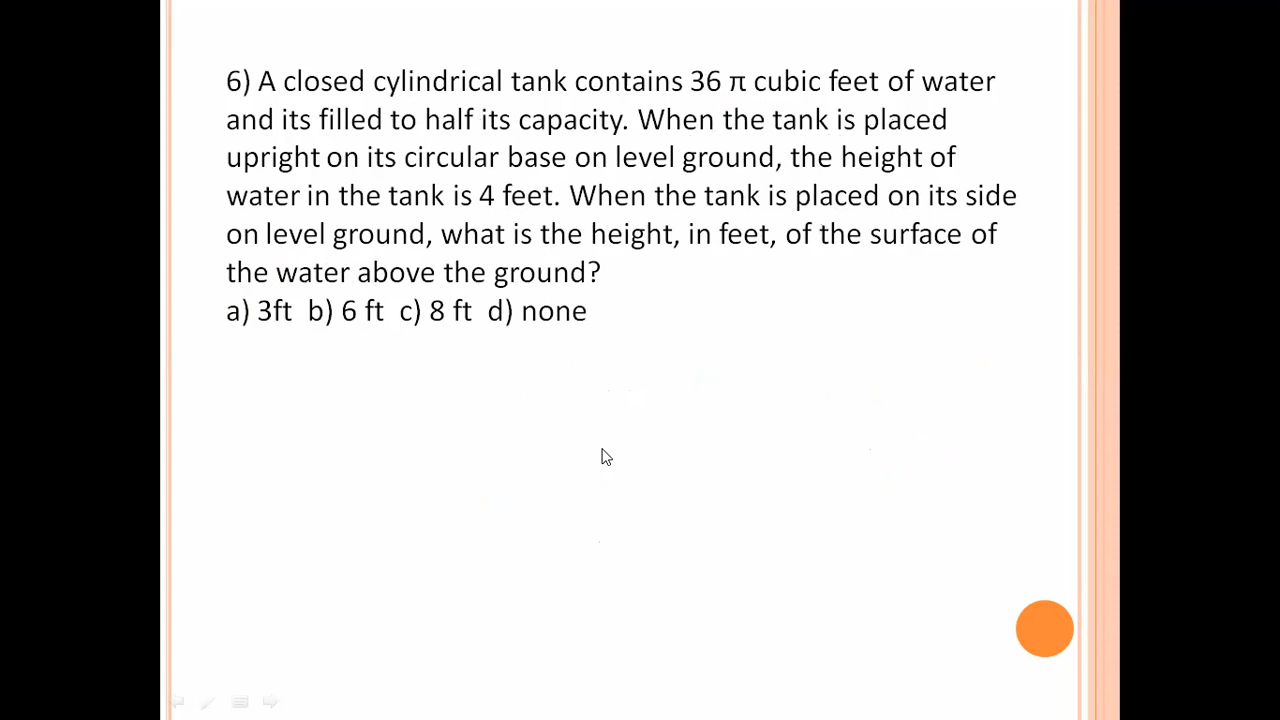 6) A closed cylindrical tank contains 36 π cubic feet of water
and its filled to half its capacity. When the tank is placed
upright on its circular base on level ground, the height of
water in the tank is 4 feet. When the tank is placed on its side
on level ground, what is the height, in feet, of the surface of
the water above the ground?
a) 3ft b) 6 ft c) 8 ft d) none